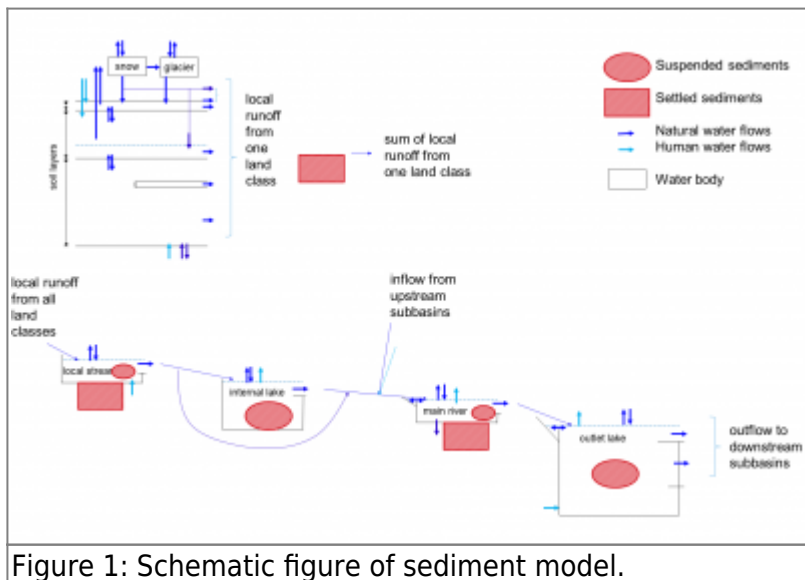 snow
glacier
soil layers
local
runoff
from
one
land
class
sum of local
runoff from
one land class
Suspended sediments
Settled sediments
Natural water flows
Human water flows
Water body
local runoff
from all
land
classes
local stream
internal lake
inflow from
upstream
subbasins
main river
outlet lake
outflow to
downstream
subbasins
Figure 1: Schematic figure of sediment model.